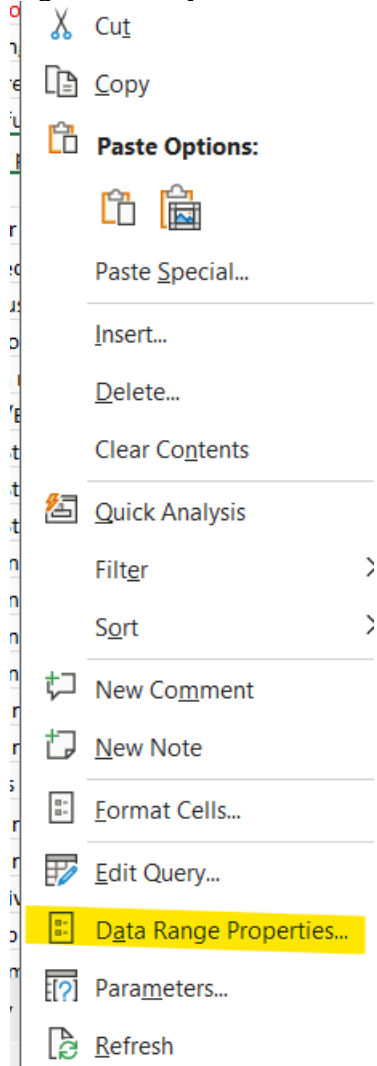 Cut
Copy
Paste Options:
Paste Special...
Insert...
Delete...
Clear Contents
Quick Analysis
Filter
Sort
New Comment
New Note
Format Cells...
Edit Query...
Data Range Properties...
Parameters...
Refresh